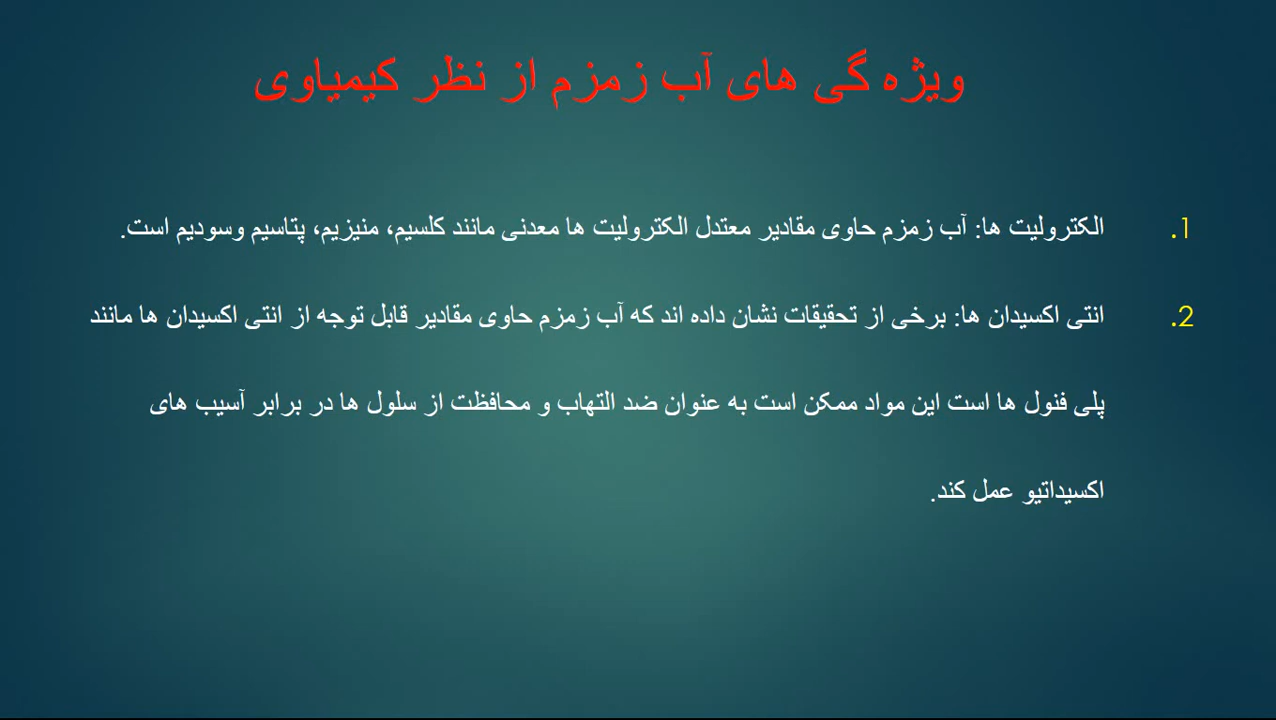 ویژه گی های آب زمزم از نظر کیمیاوی
1. الکترولیت ها: آب زمزم حاوی مقادیر معتدل الکترولیت ها معدنی مانند کلسیم، منیزیم، پتاسیم وسودیم است.
2. انتی اکسیدان ها: برخی از تحقیقات نشان داده اند که آب زمزم حاوی مقادیر قابل توجه از انتی اکسیدان ها مانند
پلی فنول ها است این مواد ممکن است به عنوان ضد التهاب و محافظت از سلول ها در برابر آسیب های
اکسیداتیو عمل کند.